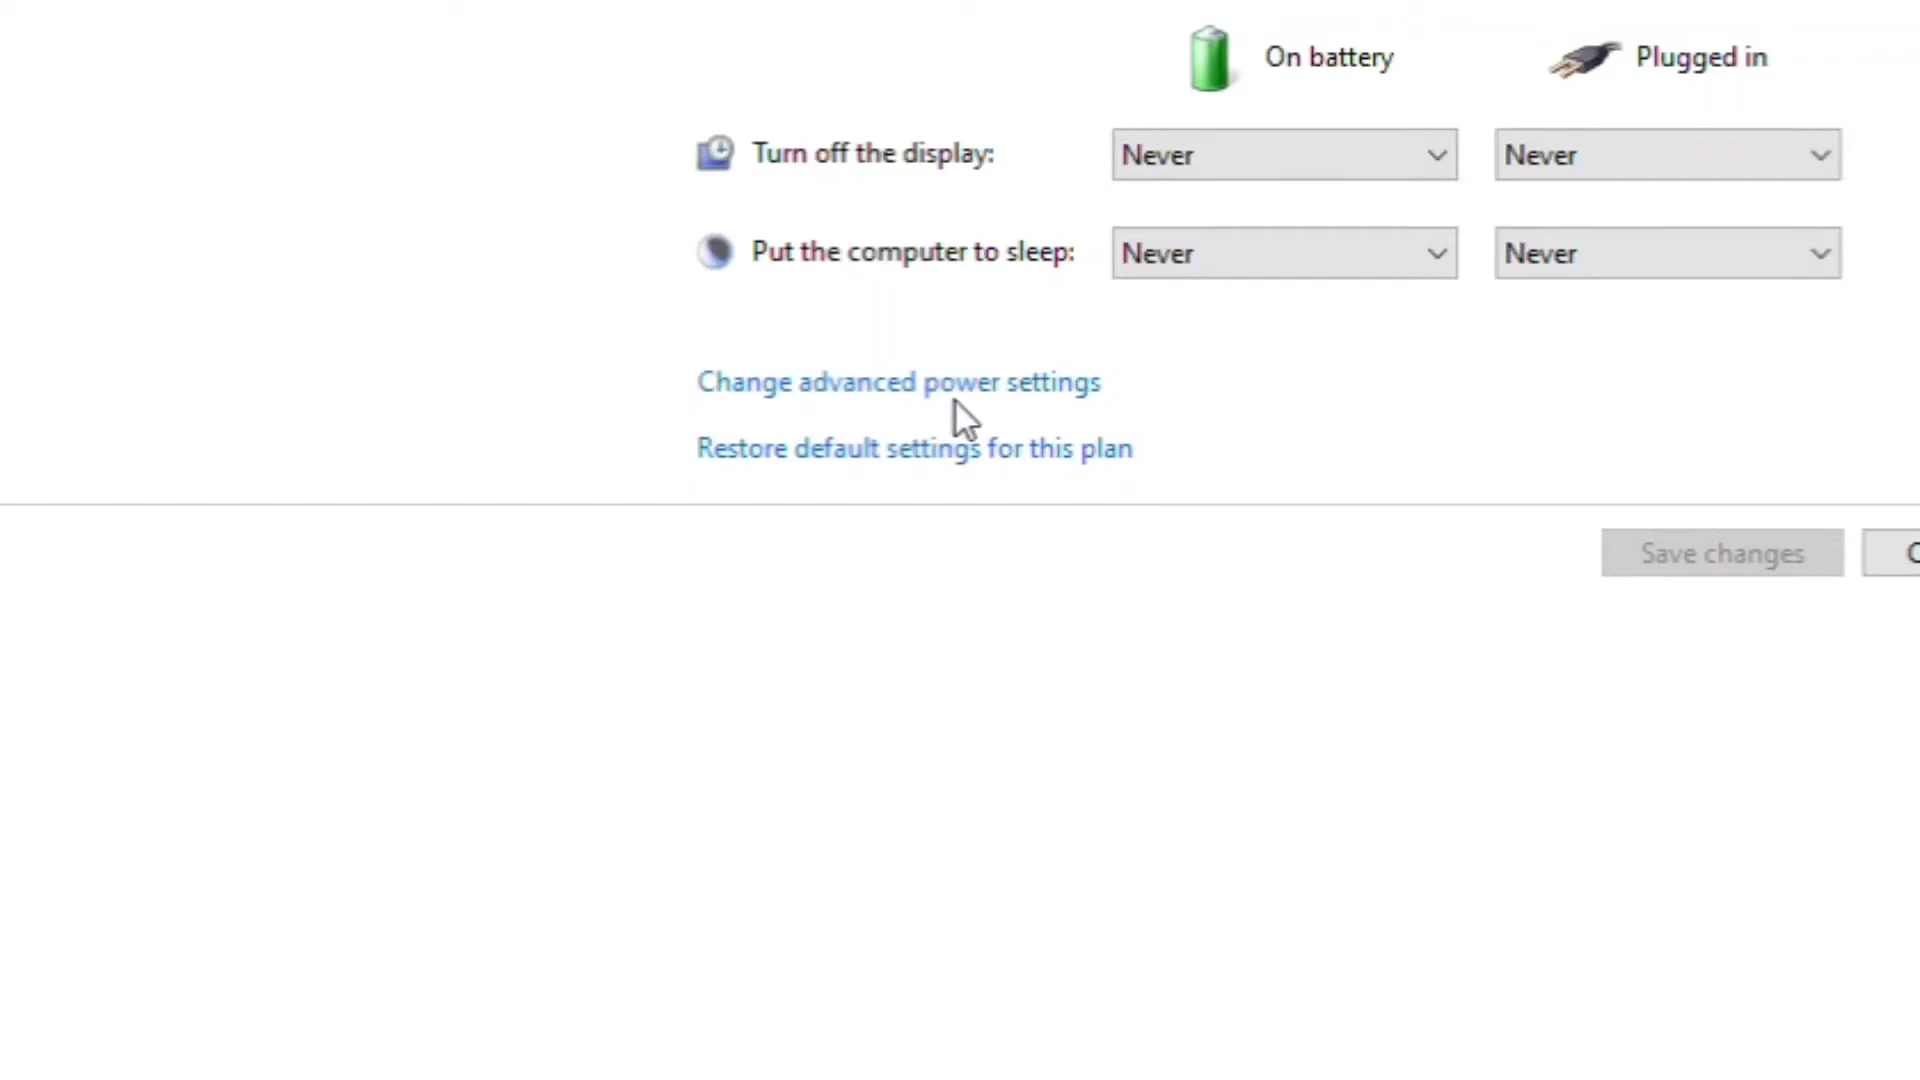 On battery Plugged in
Turn off the display: Never Never
Put the computer to sleep: Never Never
Change advanced power settings
Restore default settings for this plan
Save changes